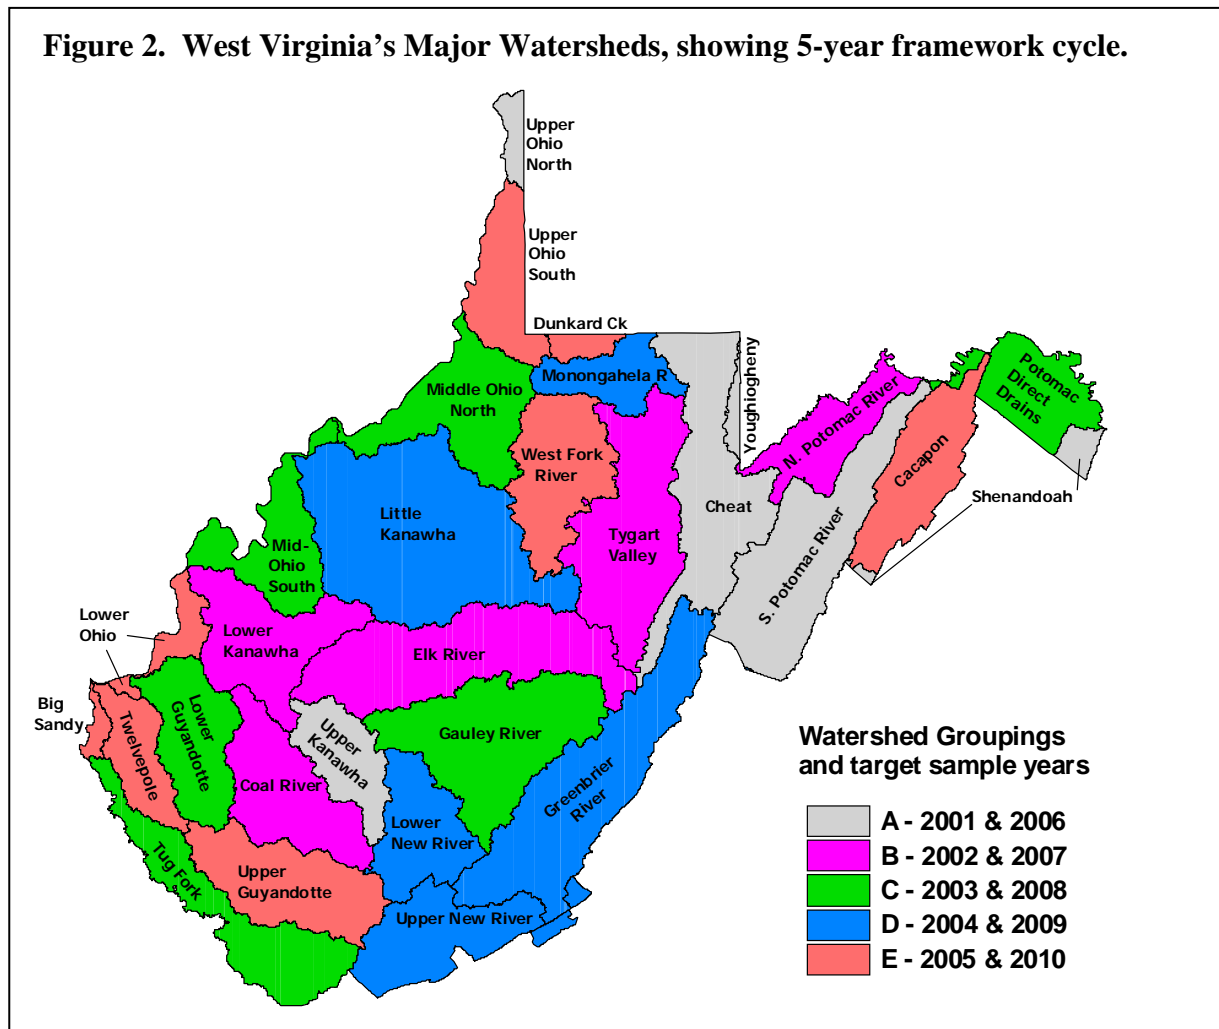 Figure 2. West Virginia's Major Watersheds, showing 5-year framework cycle.
Upper
Ohio
North
Upper
Ohio
South
Dunkard Ck
Monongahela R
Youghiogheny
Middle Ohio
North
N. Potomac River
Potomac
Direct
Drains
West Fork
River
Cacapon
Shenandoah
Cheat
Little
Kanawha
Tygart
Valley
Mid-
Ohio
South
S. Potomac River
Lower
Ohio
Lower
Kanawha
Elk River
Big
Sandy
Twelvepole
Lower
Guyandotte
Upper
Kanawha
Gauley River
Coal River
Greenbrier
River
Lower
New River
Tug Fork
Upper
Guyandotte
Upper New River
Watershed Groupings
and target sample years
A - 2001 & 2006
B - 2002 & 2007
C - 2003 & 2008
D - 2004 & 2009
E - 2005 & 2010